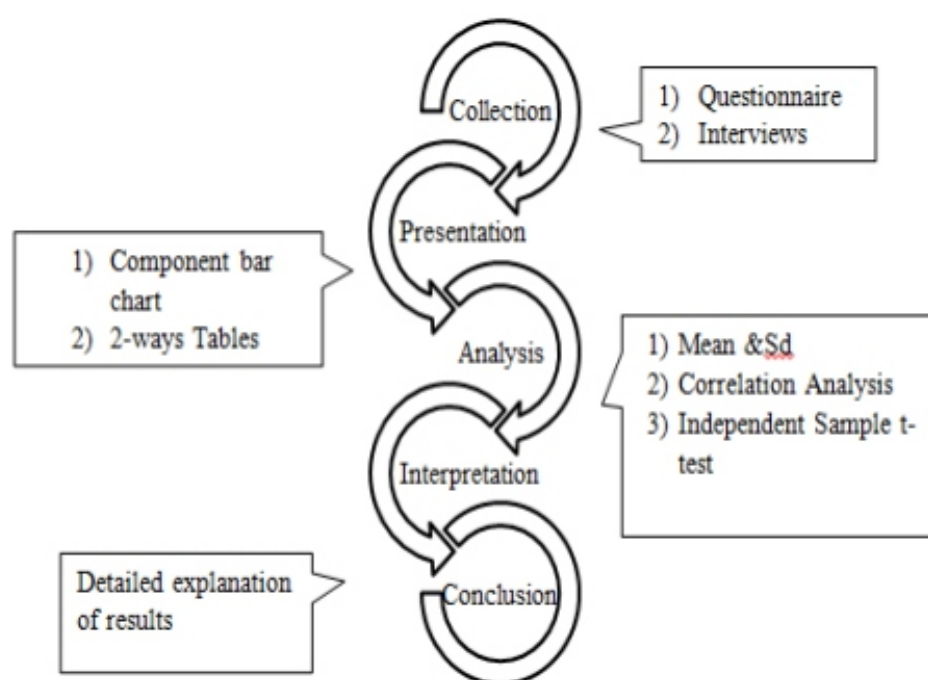 Collection
1) Questionnaire
2) Interviews
Presentation
1) Component bar
chart
2) 2-ways Tables
Analysis
1) Mean &Sd
2) Correlation Analysis
3) Independent Sample t-
test
Interpretation
Detailed explanation
of results
Conclusion